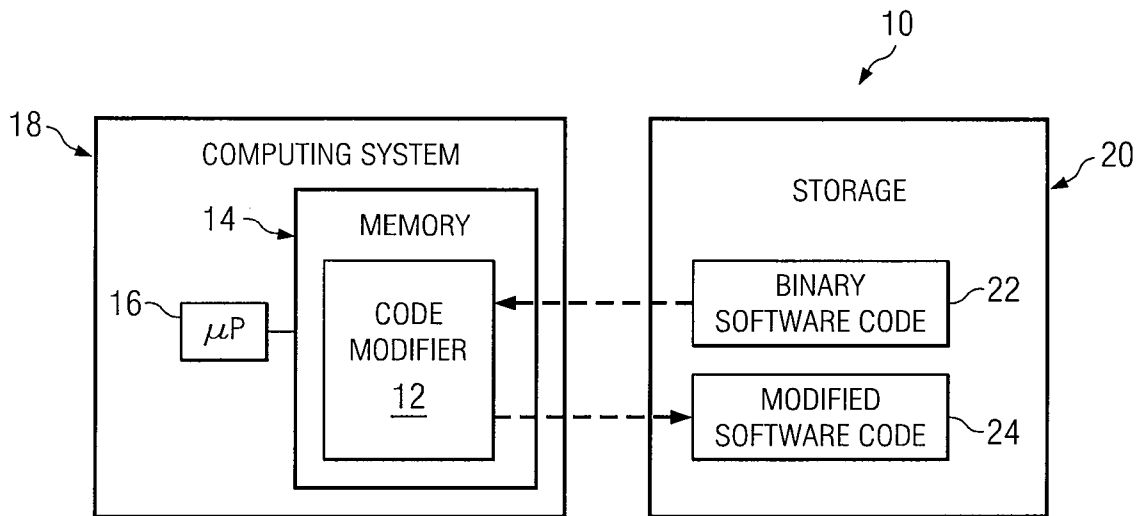 10
18
COMPUTING SYSTEM
14
MEMORY
16
μP
CODE
MODIFIER
12
20
STORAGE
BINARY
SOFTWARE CODE
22
MODIFIED
SOFTWARE CODE
24